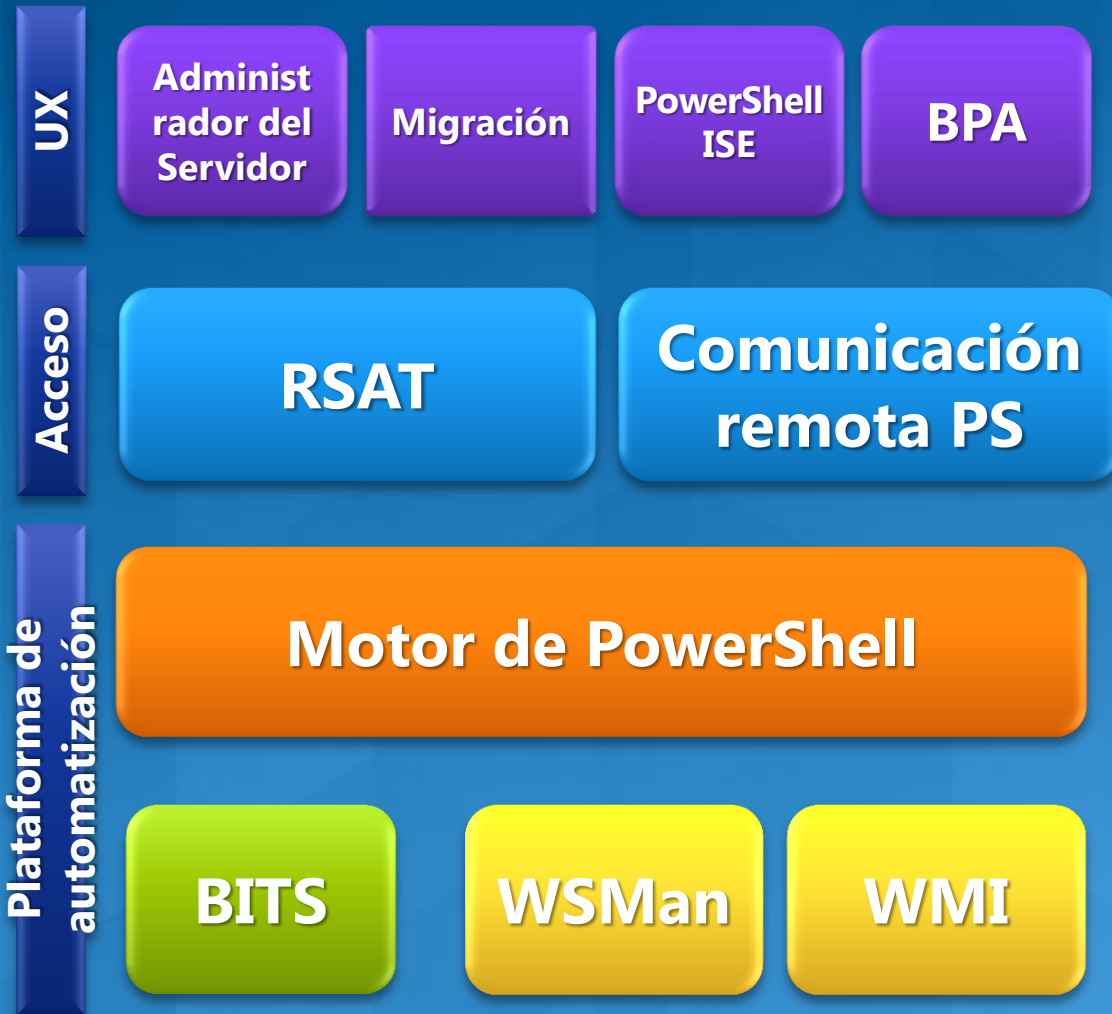 UX
Administ
rador del
Servidor
Migración
PowerShell
ISE
BPA
Acceso
RSAT
Comunicación
remota PS
Plataforma de
automatización
Motor de PowerShell
BITS
WSMan
WMI